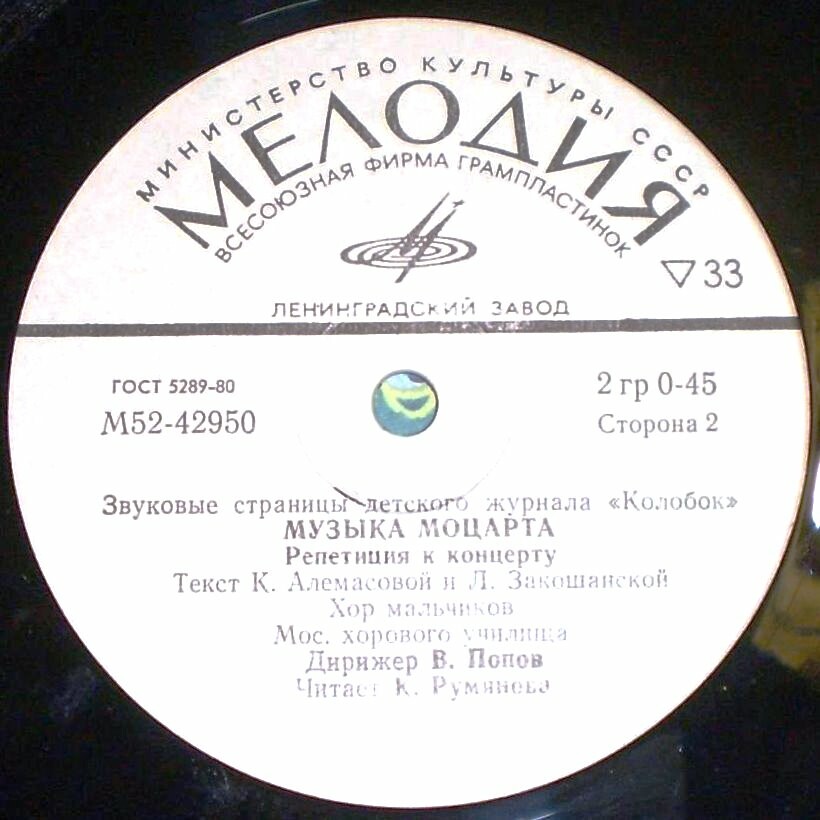 МИНИСТЕРСТВО КУЛЬТУРЫ СССР
МЕЛОДИЯ
ВСЕСОЮЗНАЯ ФИРМА ГРАМПЛАСТИНОК
▽33
ЛЕНИНГРАДСКИЙ ЗАВОД
ГОСТ 5289-80
2 гр 0-45
М52-42950
Сторона 2
Звуковые страницы детского журнала «Колобок»
МУЗЫКА МОЦАРТА
Репетиция к концерту
Текст К. Алемасовой и Л. Закошанской
Хор мальчиков
Мос. хорового училища
Дирижер В. Попов
Читает К. Румянова